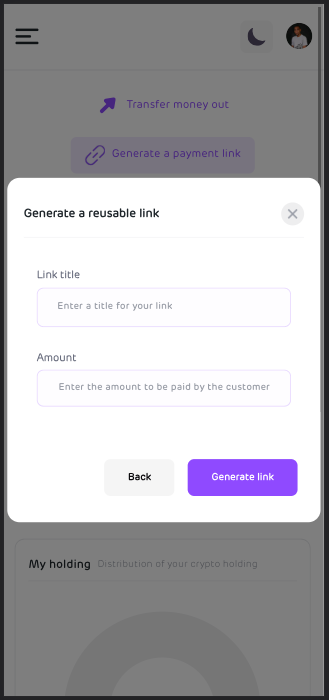 Transfer money out
Generate a payment link
Generate a reusable link
Link title
Enter a title for your link
Amount
Enter the amount to be paid by the customer
Back
Generate link
My holding
Distribution of your crypto holding